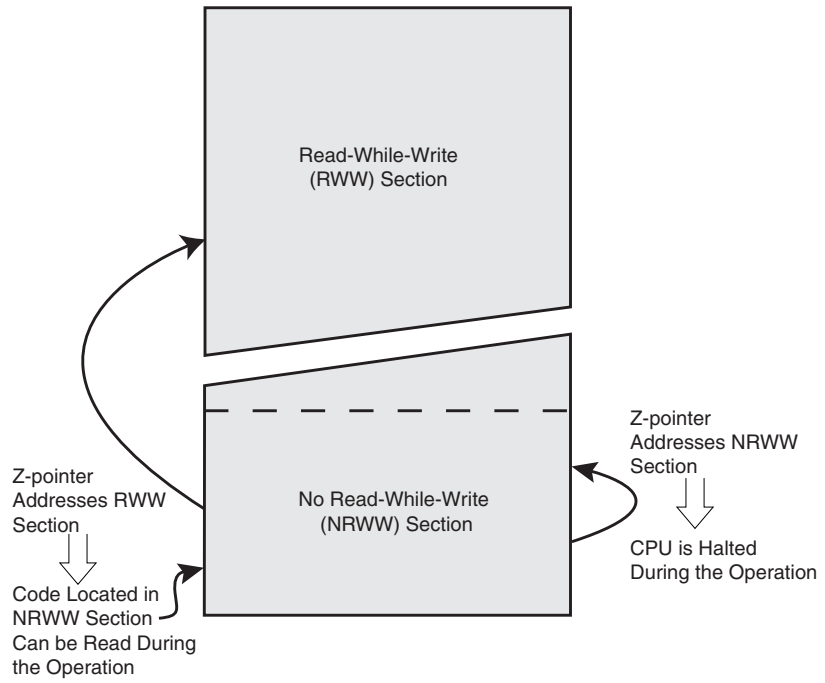 Read-While-Write
(RWW) Section
Z-pointer
Addresses NRWW
Section
CPU is Halted
During the Operation
No Read-While-Write
(NRWW) Section
Z-pointer
Addresses RWW
Section
Code Located in
NRWW Section
Can be Read During
the Operation